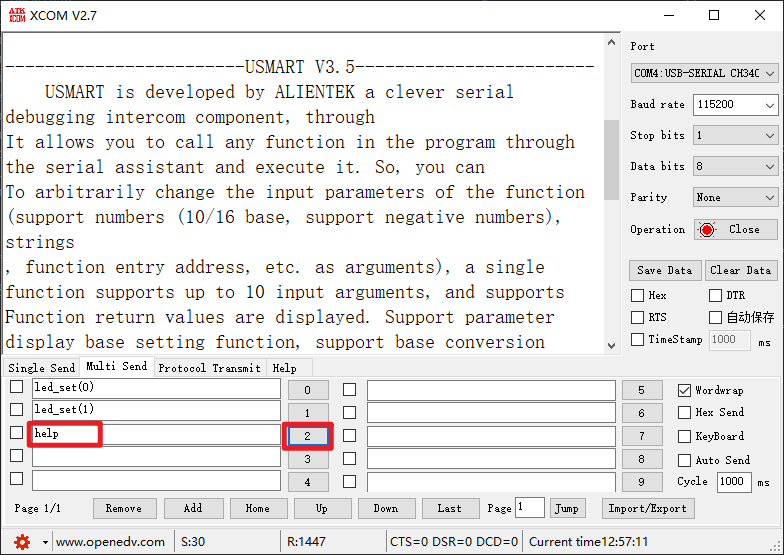 ATK
XCOM XCOM V2.7
------------------------USMART V3.5------------------------
USMART is developed by ALIENTEK a clever serial
debugging intercom component, through
It allows you to call any function in the program through
the serial assistant and execute it. So, you can
To arbitrarily change the input parameters of the function
(support numbers (10/16 base, support negative numbers),
strings
, function entry address, etc. as arguments), a single
function supports up to 10 input arguments, and supports
Function return values are displayed. Support parameter
display base setting function, support base conversion
Port
COM4:USB-SERIAL CH340
Baud rate 115200
Stop bits 1
Data bits 8
Parity None
Operation Close
Save Data Clear Data
Hex DTR
RTS 自动保存
TimeStamp 1000 ms
Single Send Multi Send Protocol Transmit Help
led_set(0) 0 5 Wordwrap
led_set(1) 1 6 Hex Send
help 2 7 KeyBoard
3 8 Auto Send
4 9 Cycle 1000 ms
Page 1/1 Remove Add Home Up Down Last Page 1 Jump Import/Export
www.openedv.com S:30 R:1447 CTS=0 DSR=0 DCD=0 Current time12:57:11